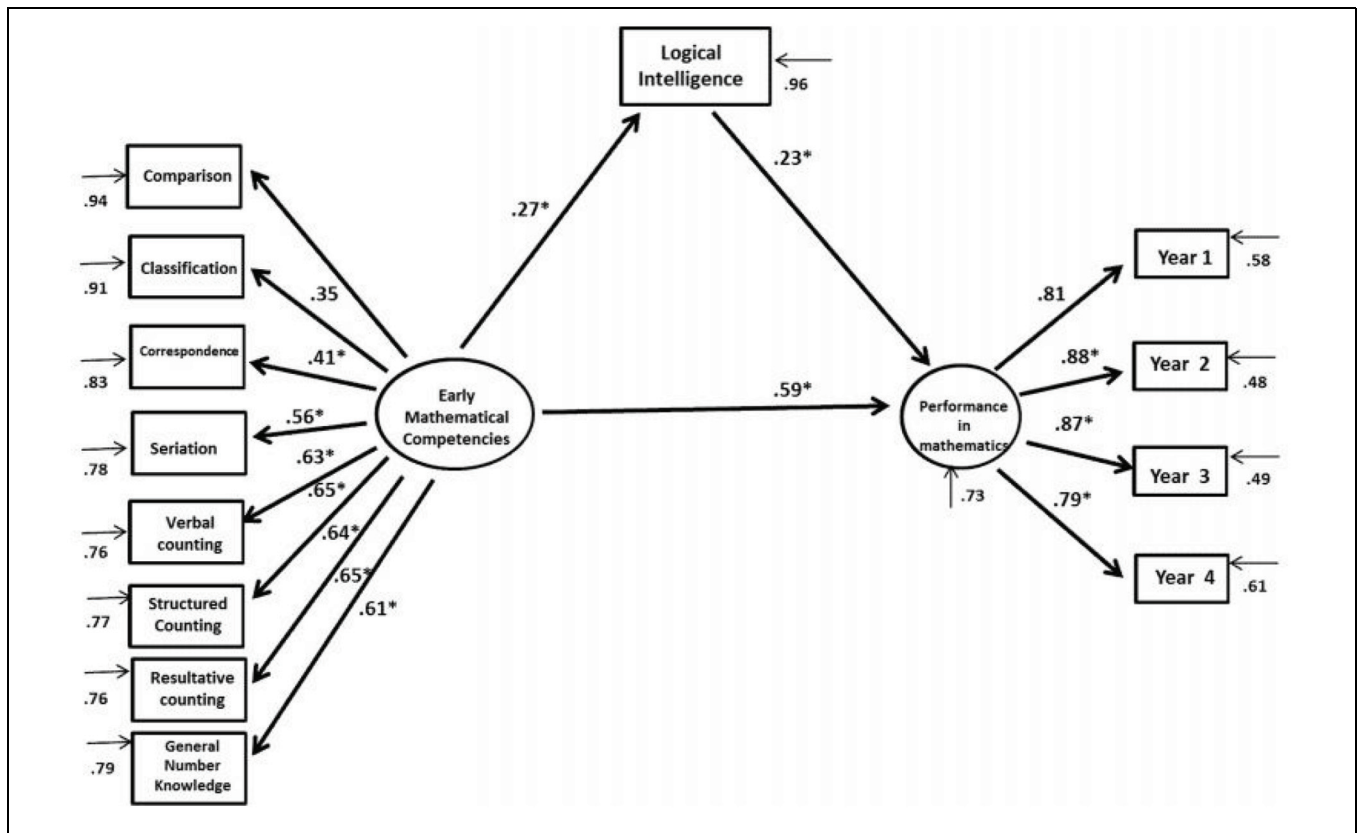 Logical
Intelligence
.96
Comparison
.94
.27*
.23*
Classification
.91
.35
Year 1
.58
.81
Correspondence
.83
.41*
Year 2
.48
.88*
Early
Mathematical
Competencies
.59*
Performance
in
mathematics
.73
Seriation
.78
.56*
.63*
.87*
Year 3
.49
.65*
.79*
Verbal
counting
.76
.64*
Year 4
.61
.65*
Structured
Counting
.77
.61*
Resultative
counting
.76
General
Number
Knowledge
.79